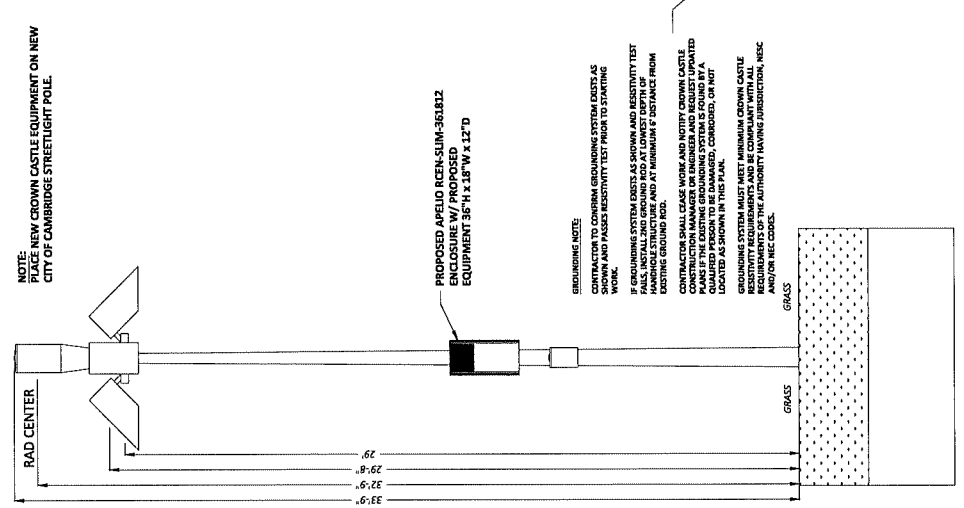 NOTE:
PLACE NEW CROWN CASTLE EQUIPMENT ON NEW
CITY OF CAMBRIDGE STREETLIGHT POLE.
RAD CENTER
PROPOSED APELIO RCEN-SLIM-361812
ENCLOSURE W/ PROPOSED
EQUIPMENT 36"H x 18"W x 12"D
GROUNDING NOTE:
CONTRACTOR TO CONFIRM GROUNDING SYSTEM EXISTS AS
SHOWN AND PASSES RESISTIVITY TEST PRIOR TO STARTING
WORK.
IF GROUNDING SYSTEM EXISTS AS SHOWN AND RESISTIVITY TEST
FAILS, INSTALL 2ND GROUND ROD AT LOWEST DEPTH OF
HANDHOLE STRUCTURE AND AT MINIMUM 6' DISTANCE FROM
EXISTING GROUND ROD.
CONTRACTOR SHALL CEASE WORK AND NOTIFY CROWN CASTLE
CONSTRUCTION MANAGER OR ENGINEER AND REQUEST UPDATED
PLANS IF THE EXISTING GROUNDING SYSTEM IS FOUND BY A
QUALIFIED PERSON TO BE DAMAGED, CORRODED, OR NOT
LOCATED AS SHOWN IN THIS PLAN.
GROUNDING SYSTEM MUST MEET MINIMUM CROWN CASTLE
RESISTIVITY REQUIREMENTS AND BE COMPLIANT WITH ALL
REQUIREMENTS OF THE AUTHORITY HAVING JURISDICTION, NESC
AND/OR NEC CODES.
GRASS
GRASS
29'
29'-8"
32'-9"
33'-9"